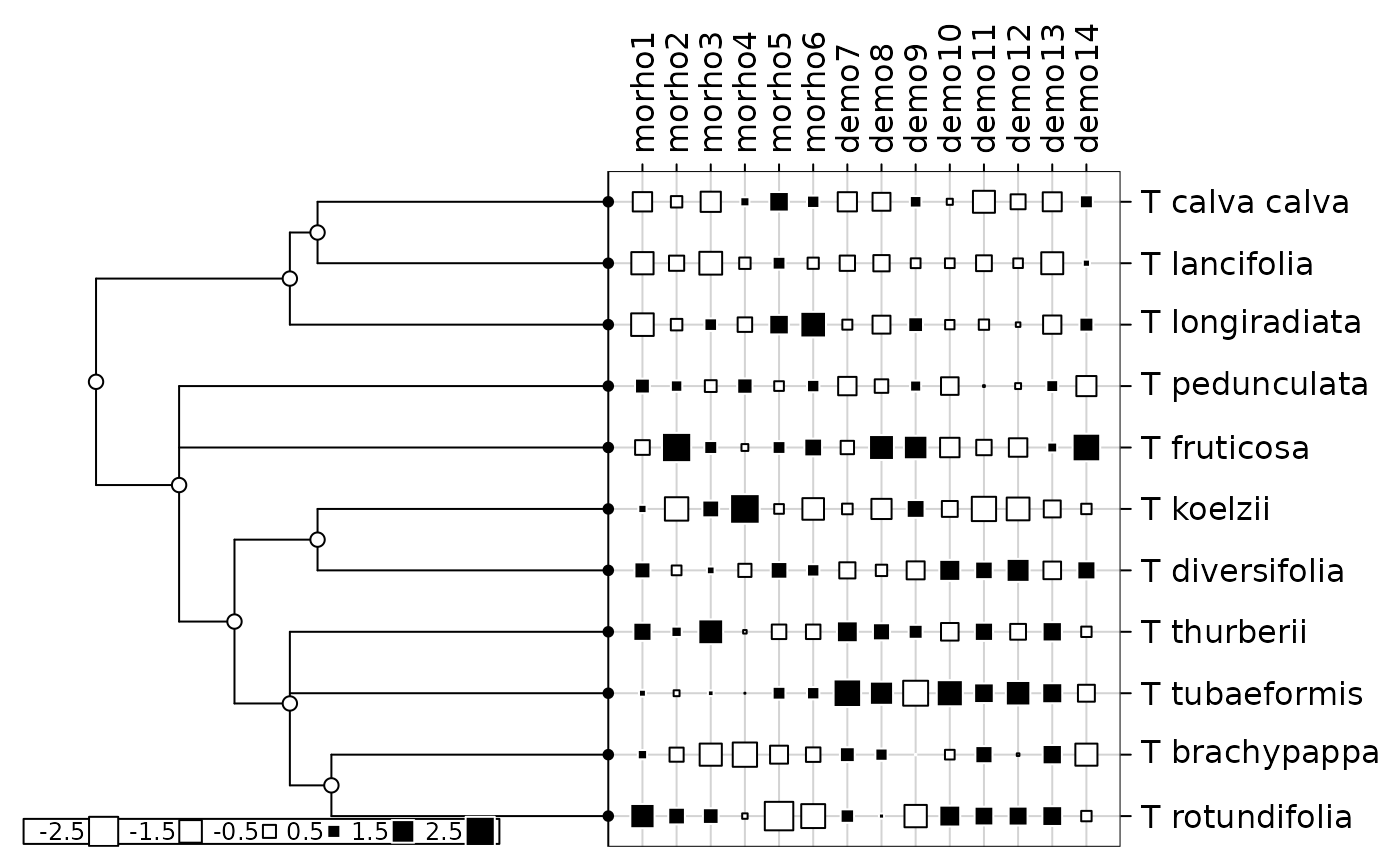 morho1 morho2 morho3 morho4 morho5 morho6 demo7 demo8 demo9 demo10 demo11 demo12 demo13 demo14
T calva calva
T lancifolia
T longiradiata
T pedunculata
T fruticosa
T koelzii
T diversifolia
T thurberii
T tubaeformis
T brachypappa
T rotundifolia
-2.5 -1.5 -0.5 0.5 1.5 2.5